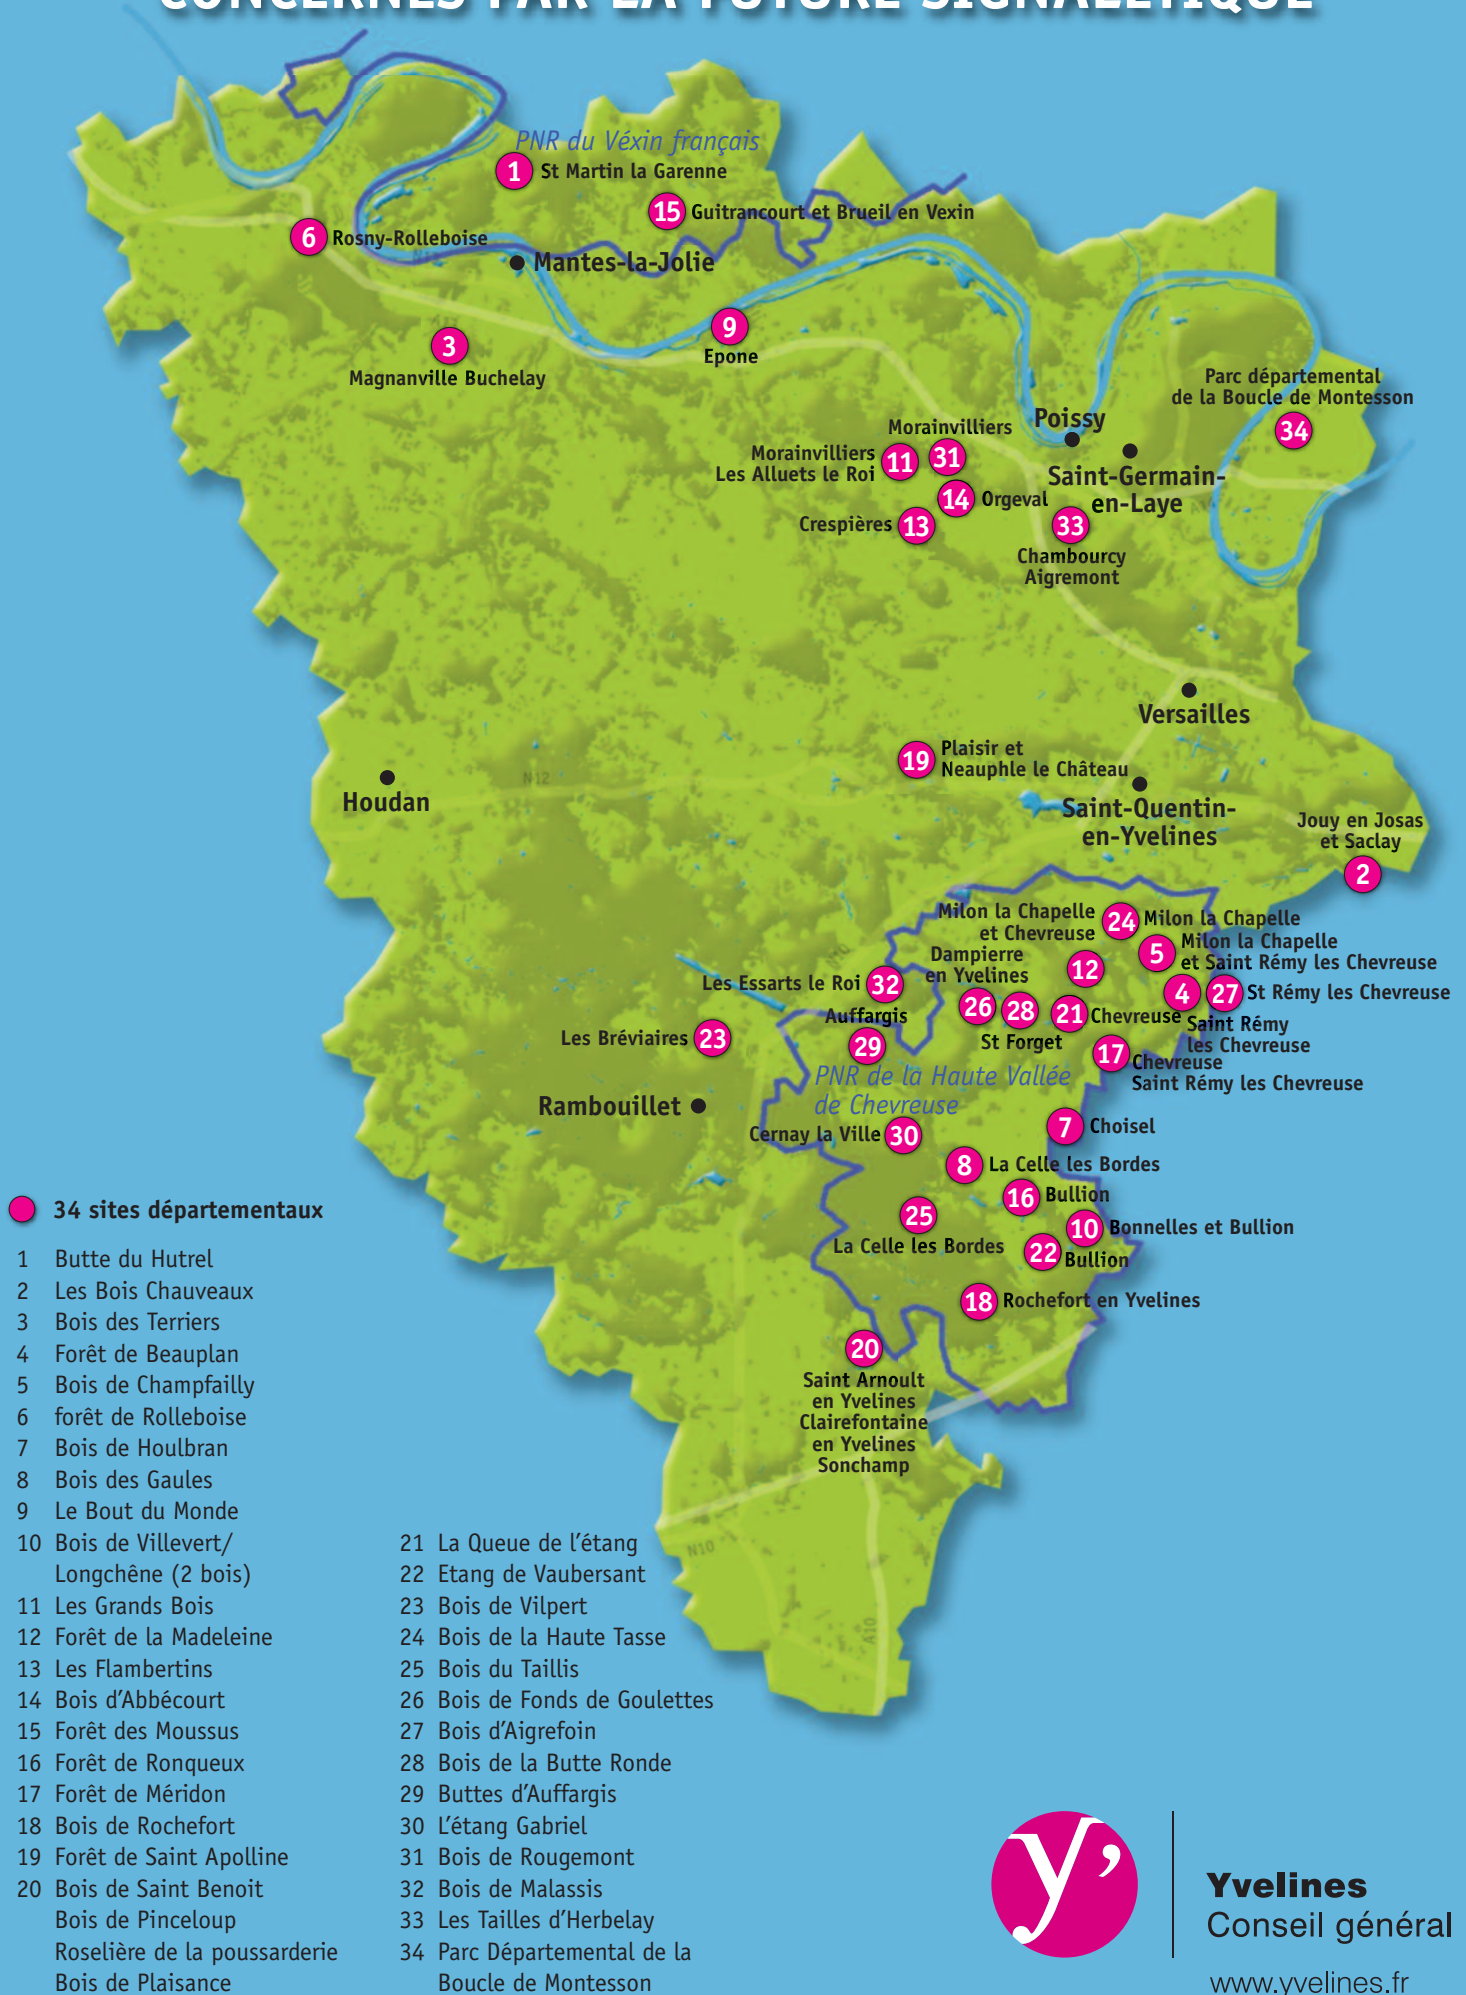 CONCERNÉS PAR LA FUTURE SIGNALÉTIQUE
PNR du Véxin français
1 St Martin la Garenne
15 Guitrancourt et Brueil en Vexin
6 Rosny-Rolleboise
N13
Mantes-la-Jolie
9
Epone
3
Magnanville Buchelay
Parc départemental
de la Boucle de Montesson
34
Poissy
Morainvilliers
31
Morainvilliers
Les Alluets le Roi
11
Saint-Germain-
en-Laye
14 Orgeval
Crespières 13
33
Chambourcy
Aigremont
Versailles
19 Plaisir et
Neauphle le Château
N12
Houdan
Saint-Quentin-
en-Yvelines
Jouy en Josas
et Saclay
2
Milon la Chapelle
et Chevreuse
12
24 Milon la Chapelle
5 Milon la Chapelle
et Saint Rémy les Chevreuse
Dampierre
en Yvelines
26
N10
Les Essarts le Roi 32
28
St Forget
21 Chevreuse
4
Saint Rémy
les Chevreuse
27 St Rémy les Chevreuse
Auffargis
29
Les Bréviaires 23
17 Chevreuse
Saint Rémy les Chevreuse
PNR de la Haute Vallée
de Chevreuse
Rambouillet
Cernay la Ville 30
7 Choisel
8 La Celle les Bordes
16 Bullion
25
La Celle les Bordes
10 Bonnelles et Bullion
22 Bullion
18 Rochefort en Yvelines
20
Saint Arnoult
en Yvelines
Clairefontaine
en Yvelines
Sonchamp
N10
A10
34 sites départementaux
1 Butte du Hutrel
2 Les Bois Chauveaux
3 Bois des Terriers
4 Forêt de Beauplan
5 Bois de Champfailly
6 forêt de Rolleboise
7 Bois de Houlbran
8 Bois des Gaules
9 Le Bout du Monde
10 Bois de Villevert/
Longchêne (2 bois)
11 Les Grands Bois
12 Forêt de la Madeleine
13 Les Flambertins
14 Bois d'Abbécourt
15 Forêt des Moussus
16 Forêt de Ronqueux
17 Forêt de Méridon
18 Bois de Rochefort
19 Forêt de Saint Apolline
20 Bois de Saint Benoit
Bois de Pinceloup
Roselière de la poussarderie
Bois de Plaisance
21 La Queue de l'étang
22 Etang de Vaubersant
23 Bois de Vilpert
24 Bois de la Haute Tasse
25 Bois du Taillis
26 Bois de Fonds de Goulettes
27 Bois d'Aigrefoin
28 Bois de la Butte Ronde
29 Buttes d'Auffargis
30 L'étang Gabriel
31 Bois de Rougemont
32 Bois de Malassis
33 Les Tailles d'Herbelay
34 Parc Départemental de la
Boucle de Montesson
y'
Yvelines
Conseil général
www.yvelines.fr